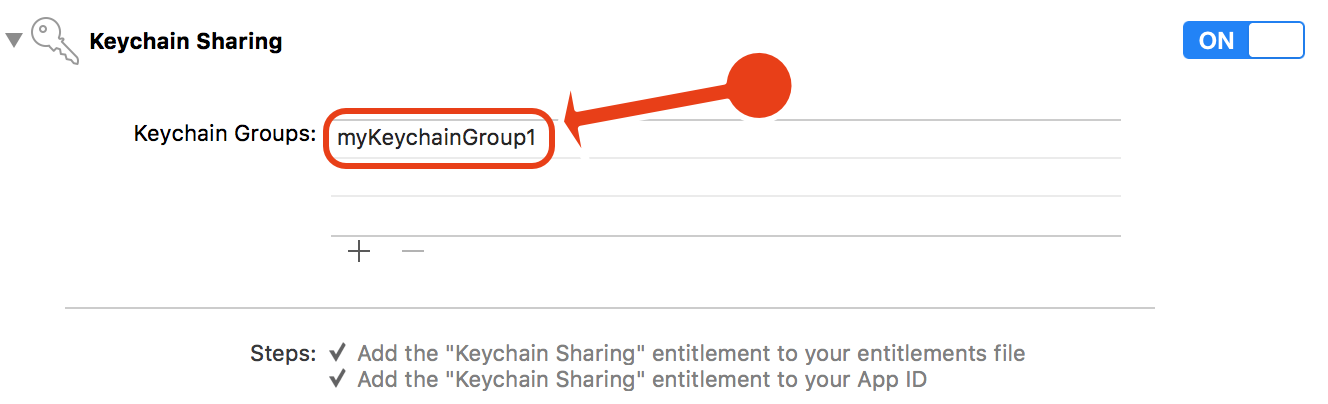 Keychain Sharing
ON
Keychain Groups: myKeychainGroup1
Steps: ✓ Add the "Keychain Sharing" entitlement to your entitlements file
✓ Add the "Keychain Sharing" entitlement to your App ID